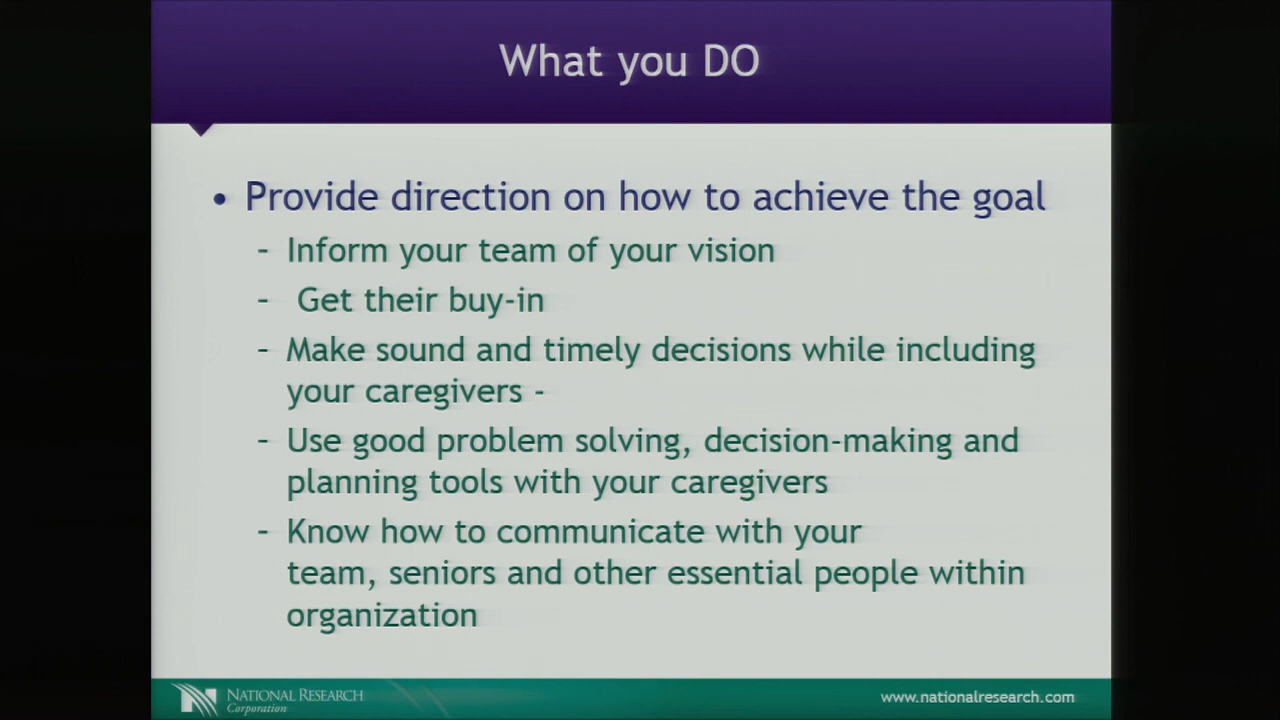 What you DO
• Provide direction on how to achieve the goal
– Inform your team of your vision
– Get their buy-in
– Make sound and timely decisions while including
your caregivers -
– Use good problem solving, decision-making and
planning tools with your caregivers
– Know how to communicate with your
team, seniors and other essential people within
organization
NATIONAL RESEARCH
Corporation
www.nationalresearch.com